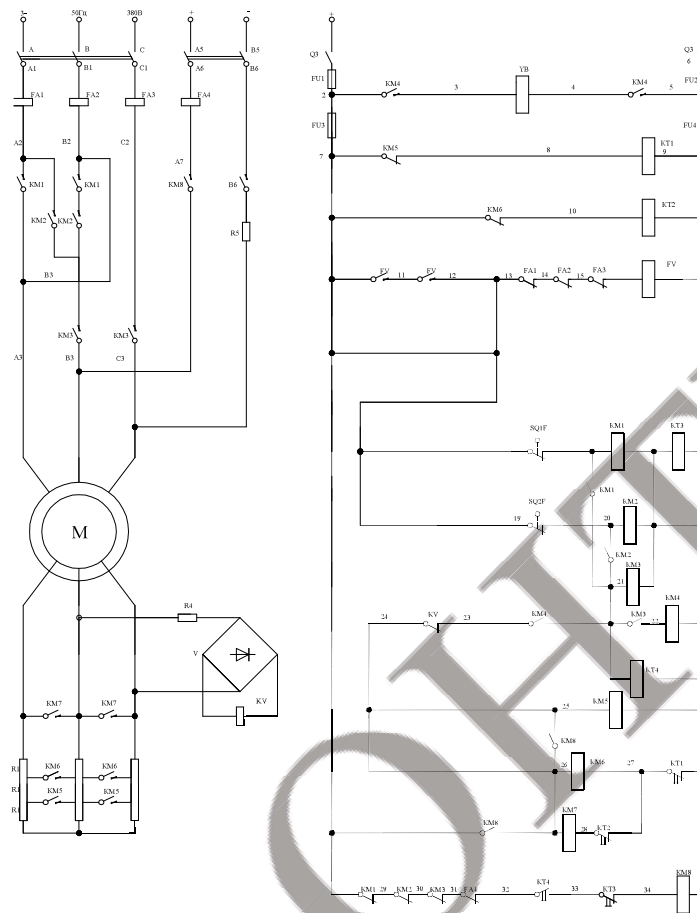 3~ 50Гц 380В + - +
A B C A5 B5 Q3 Q3
A1 B1 C1 A6 B6 6
FA1 FA2 FA3 FA4 FU1 KM4 3 YB 4 KM4 5 FU2
2
A2 B2 C2 FU3 FU4
7 KM5 8 KT1 9
A7
KM1 KM1 KM8 B6 KM6 10 KT2
KM2 KM2 R5
B3 FV 11 FV 12 13 FA1 14 FA2 15 FA3 FV
KM3 KM3
A3 B3 C3
SQ1F KM1 KT3
KM1
SQ2F KM2
19 20
M
KM2
KM3
21
R4 24 KV 23 KM4 KM3 22 KM4
V KT4
KV 25 KM5
KM7 KM7
KM8
KM6 KM6 26 KM6 27 KT1
R1
R1 KM5 KM5
R1 KM8 KM7 28 KT2
KM1 29 KM2 30 KM3 31 FA4 32 KT4 33 KT3 34 KM8
ОНТ